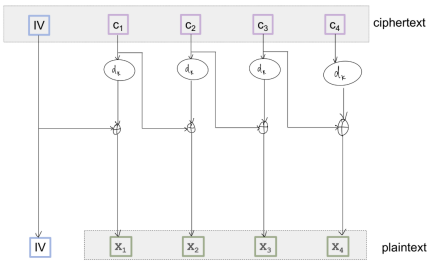 IV c₁ c₂ c₃ c₄ ciphertext
dₖ dₖ dₖ dₖ
IV x₁ x₂ x₃ x₄ plaintext